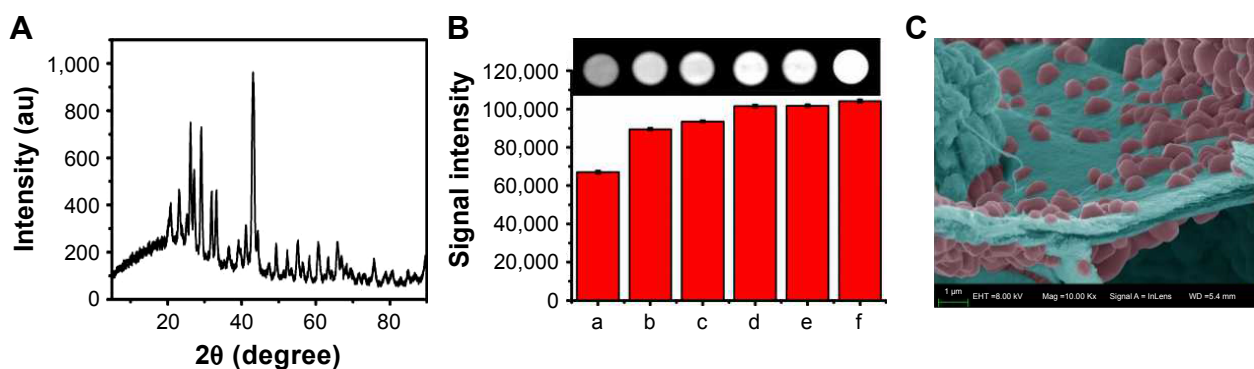 A
Intensity (au)
1,000
800
600
400
200
0
20 40 60 80
2θ (degree)
B
Signal intensity
120,000
100,000
80,000
60,000
40,000
20,000
0
a b c d e f
C
1 µm
EHT =8.00 kV Mag =10.00 Kx Signal A = InLens WD =5.4 mm